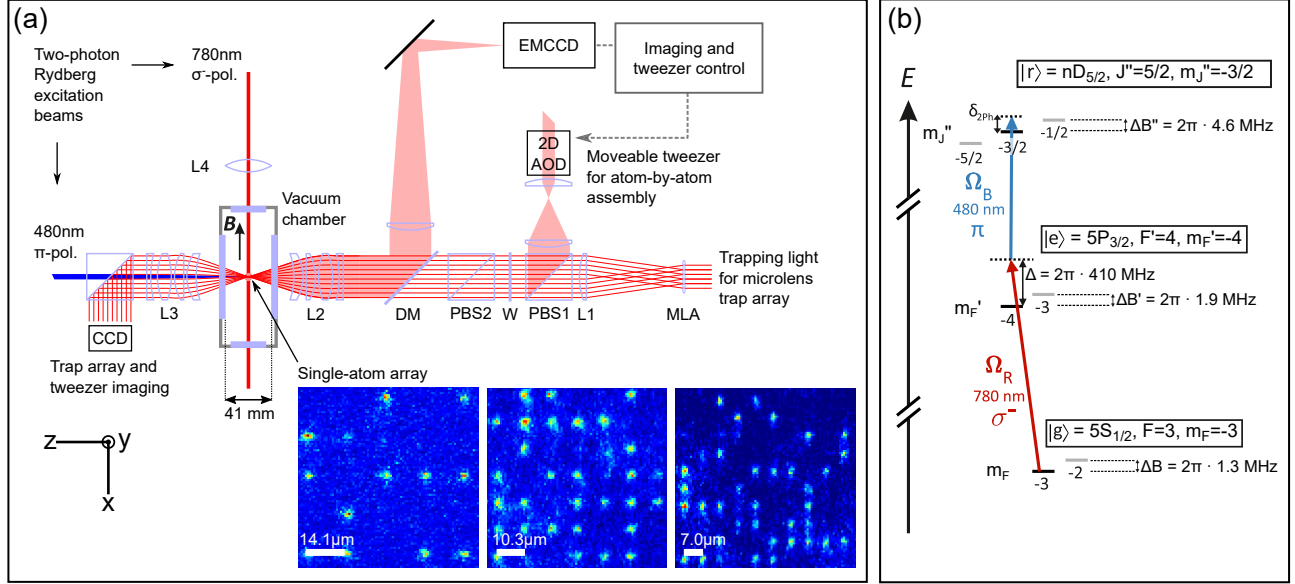 (a)
Two-photon
Rydberg
excitation
beams
780nm
σ⁻-pol.
L4
Vacuum
chamber
B
480nm
π-pol.
L3
CCD
Trap array and
tweezer imaging
41 mm
Single-atom array
L2
DM
PBS2
W
PBS1
L1
MLA
EMCCD
Imaging and
tweezer control
2D
AOD
Moveable tweezer
for atom-by-atom
assembly
Trapping light
for microlens
trap array
z
y
x
14.1μm
10.3μm
7.0μm
(b)
|r⟩ = nD5/2, J"=5/2, mJ"=-3/2
E
δ2Ph
mJ"
-5/2
-3/2
-1/2
ΔB" = 2π · 4.6 MHz
ΩB
480 nm
π
|e⟩ = 5P3/2, F'=4, mF'=-4
Δ = 2π · 410 MHz
mF'
-4
-3
ΔB' = 2π · 1.9 MHz
ΩR
780 nm
σ⁻
|g⟩ = 5S1/2, F=3, mF=-3
mF
-3
-2
ΔB = 2π · 1.3 MHz